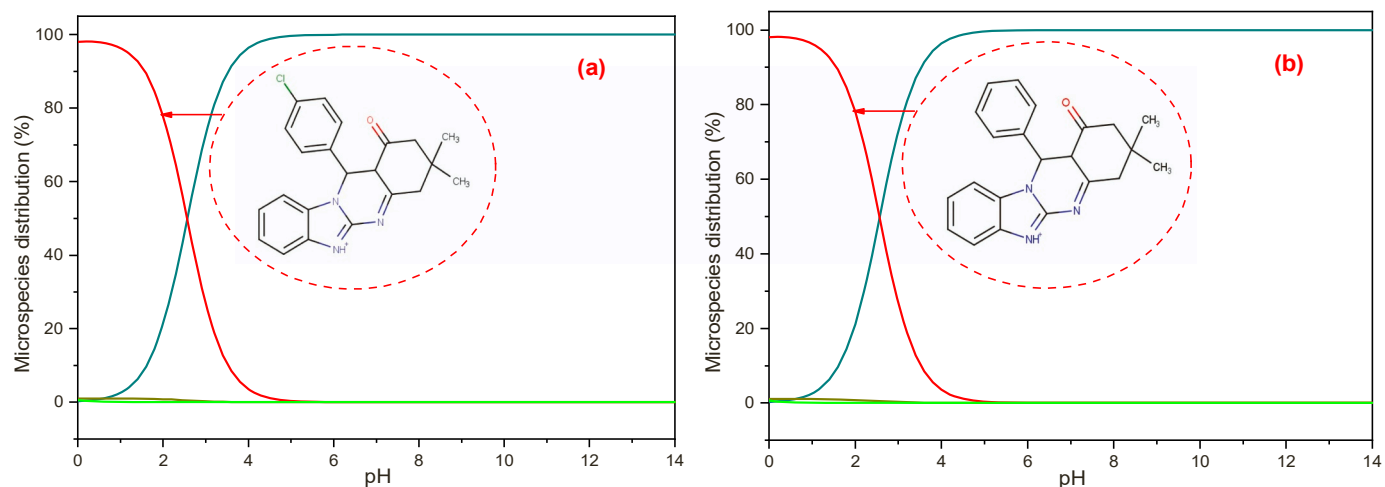 (a)
100
80
60
40
20
0
Microspecies distribution (%)
0 2 4 6 8 10 12 14
pH
Cl
O
CH₃
CH₃
N
N
NH⁺
(b)
100
80
60
40
20
0
Microspecies distribution (%)
0 2 4 6 8 10 12 14
pH
O
CH₃
CH₃
N
N
NH⁺